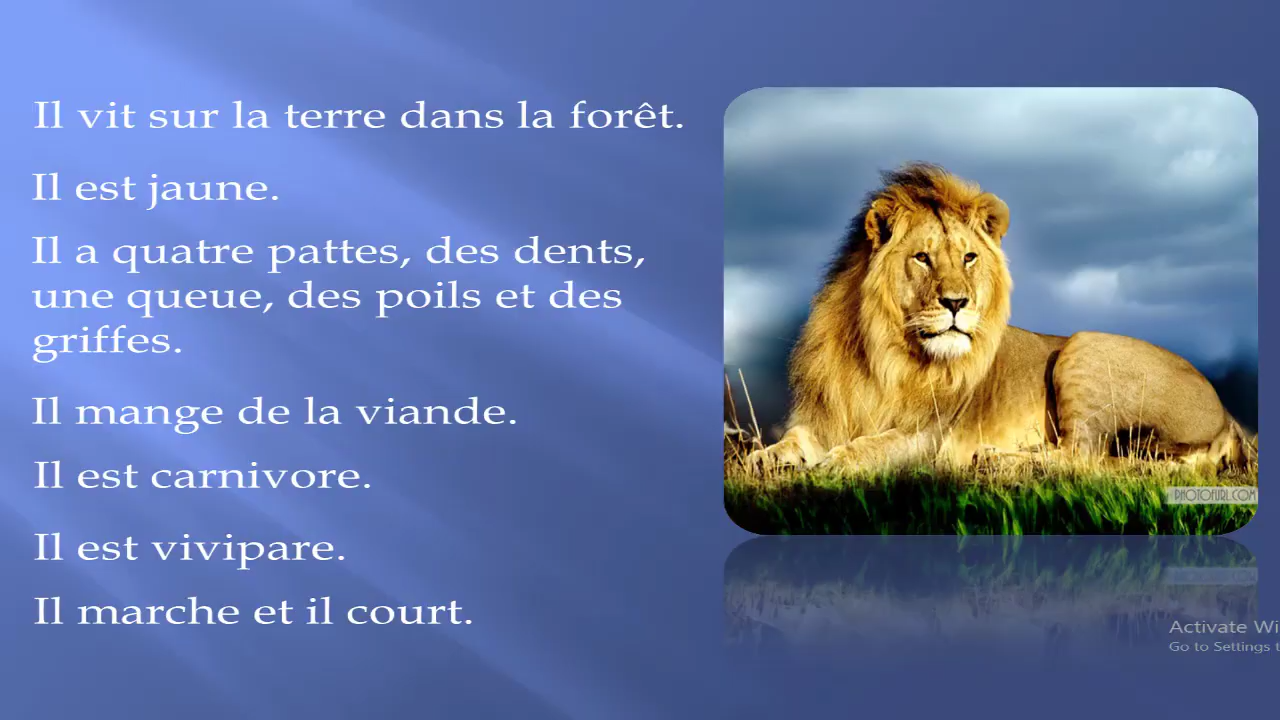 Il vit sur la terre dans la forêt.
Il est jaune.
Il a quatre pattes, des dents,
une queue, des poils et des
griffes.
Il mange de la viande.
Il est carnivore.
Il est vivipare.
Il marche et il court.
PHOTOFURL.COM
Activate Wi
Go to Settings t